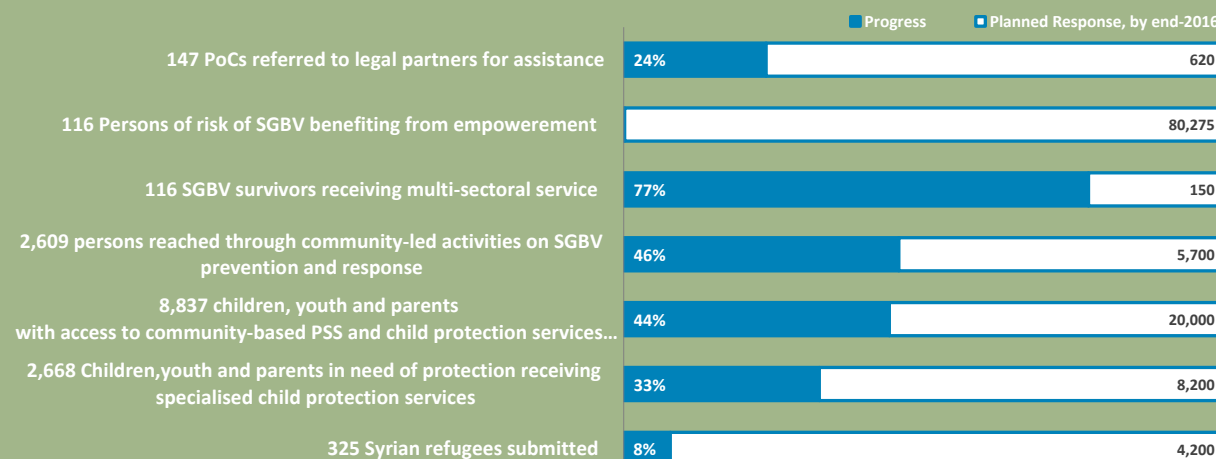 Progress Planned Response, by end-2016
147 PoCs referred to legal partners for assistance 24% 620
116 Persons of risk of SGBV benefiting from empowerement 80,275
116 SGBV survivors receiving multi-sectoral service 77% 150
2,609 persons reached through community-led activities on SGBV
prevention and response 46% 5,700
8,837 children, youth and parents
with access to community-based PSS and child protection services... 44% 20,000
2,668 Children,youth and parents in need of protection receiving
specialised child protection services 33% 8,200
325 Syrian refugees submitted 8% 4,200